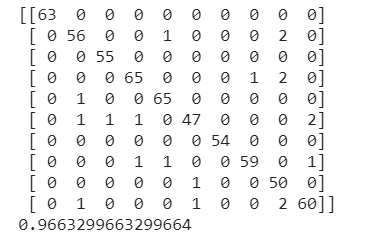 [[63 0 0 0 0 0 0 0 0 0]
[ 0 56 0 0 1 0 0 0 2 0]
[ 0 0 55 0 0 0 0 0 0 0]
[ 0 0 0 65 0 0 0 1 2 0]
[ 0 1 0 0 65 0 0 0 0 0]
[ 0 1 1 1 0 47 0 0 0 2]
[ 0 0 0 0 0 0 54 0 0 0]
[ 0 0 0 1 1 0 0 59 0 1]
[ 0 0 0 0 0 1 0 0 50 0]
[ 0 1 0 0 0 1 0 0 2 60]]
0.9663299663299664